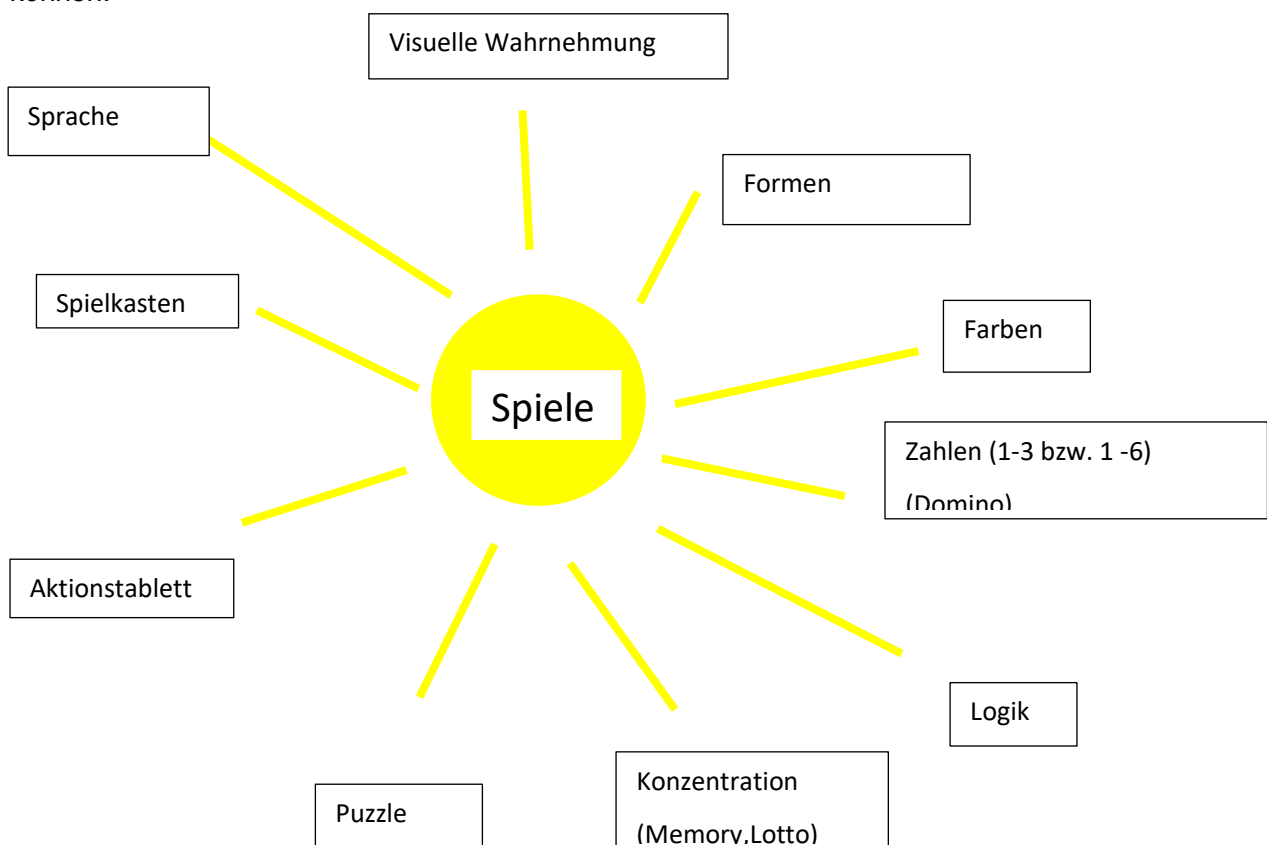 können.
Visuelle Wahrnehmung
Sprache
Formen
Spielkasten
Farben
Spiele
Zahlen (1-3 bzw. 1 -6)
(Domino)
Aktionstablett
Logik
Konzentration
(Memory,Lotto)
Puzzle